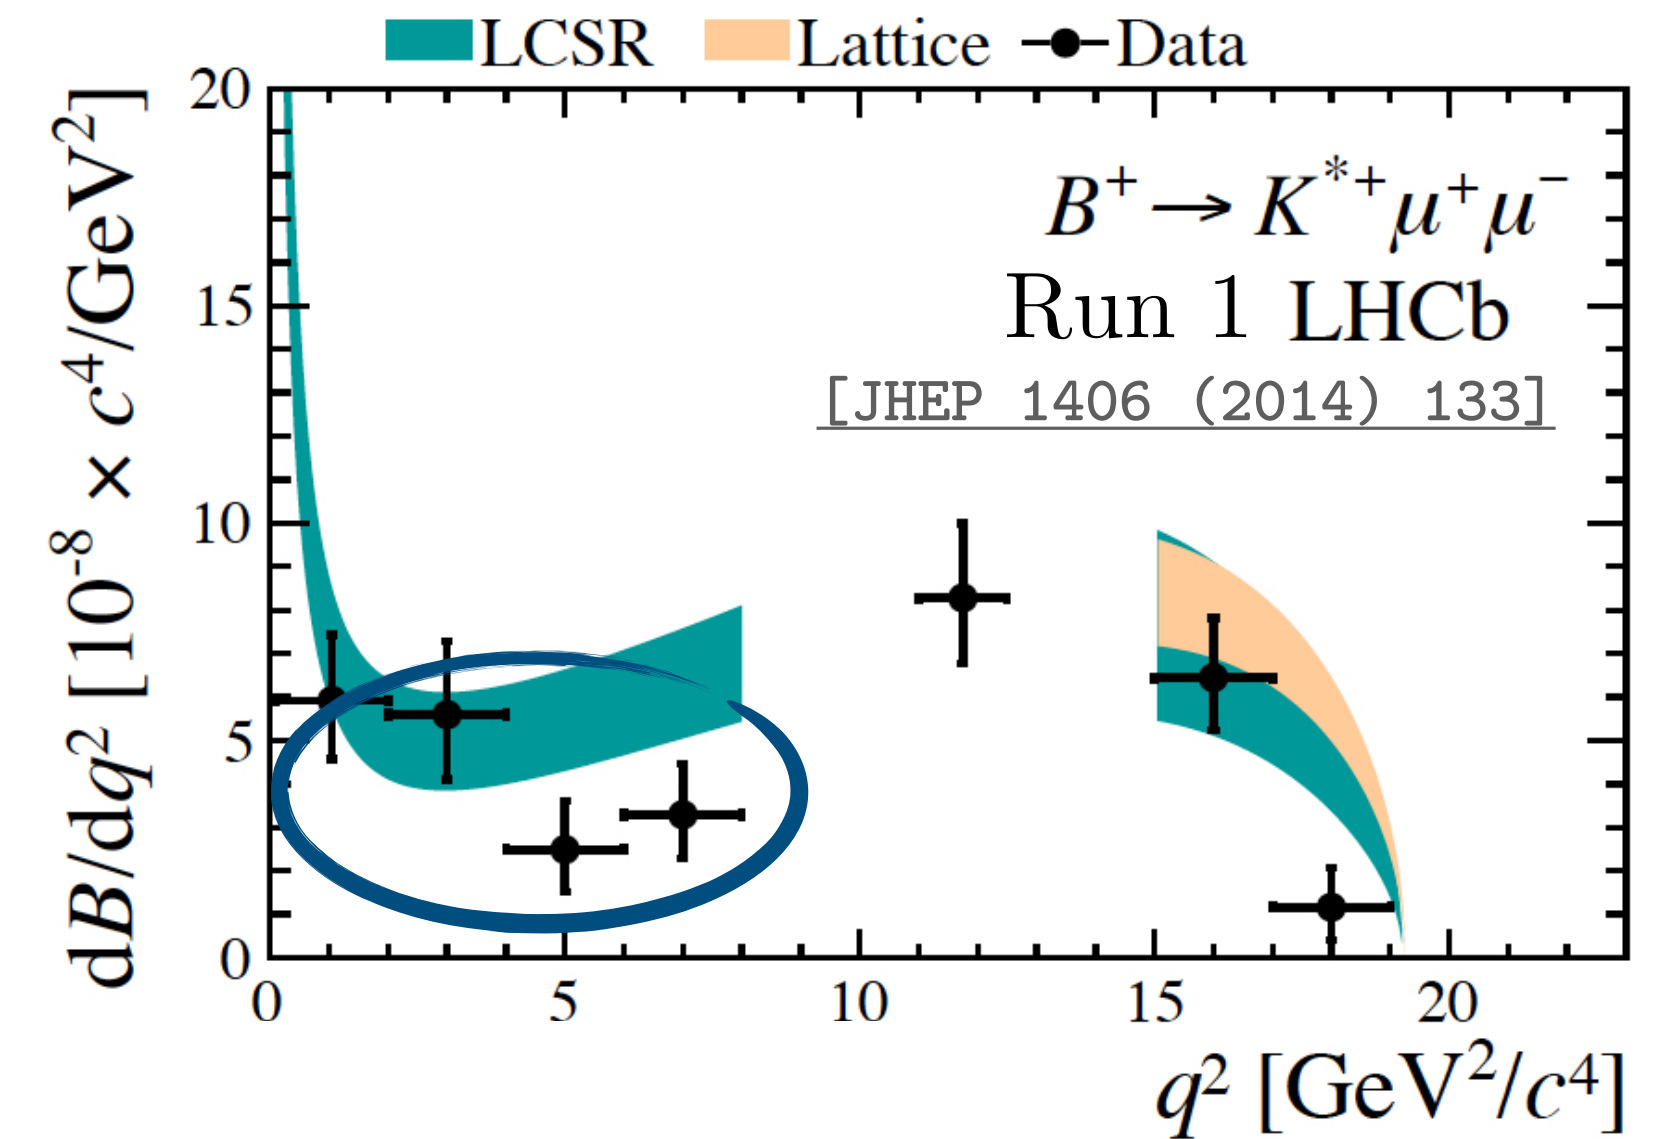 LCSR Lattice Data
20
15
10
5
0
dB/dq² [10⁻⁸ × c⁴/GeV²]
B⁺ → K*⁺μ⁺μ⁻
Run 1 LHCb
[JHEP 1406 (2014) 133]
0 5 10 15 20
q² [GeV²/c⁴]